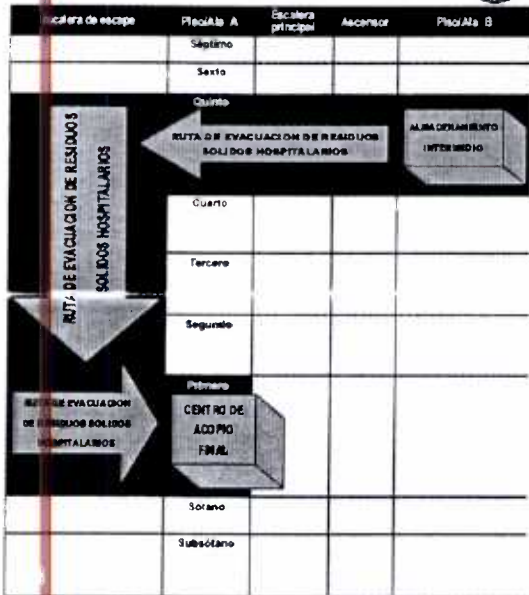 Escalera de escape Piso/Ala A Escalera principal Ascensor Piso/Ala B
Séptimo
Sexto
Quinto
RUTA DE EVACUACION DE RESIDUOS
SOLIDOS HOSPITALARIOS
ALMACENAMIENTO
INTERMEDIO
RUTA DE EVACUACION DE RESIDUOS
SOLIDOS HOSPITALARIOS
Cuarto
Tercero
Segundo
Primero
RUTA DE EVACUACION
DE RESIDUOS SOLIDOS
HOSPITALARIOS
CENTRO DE
ACOPIO
FINAL
Sotano
Subsótano